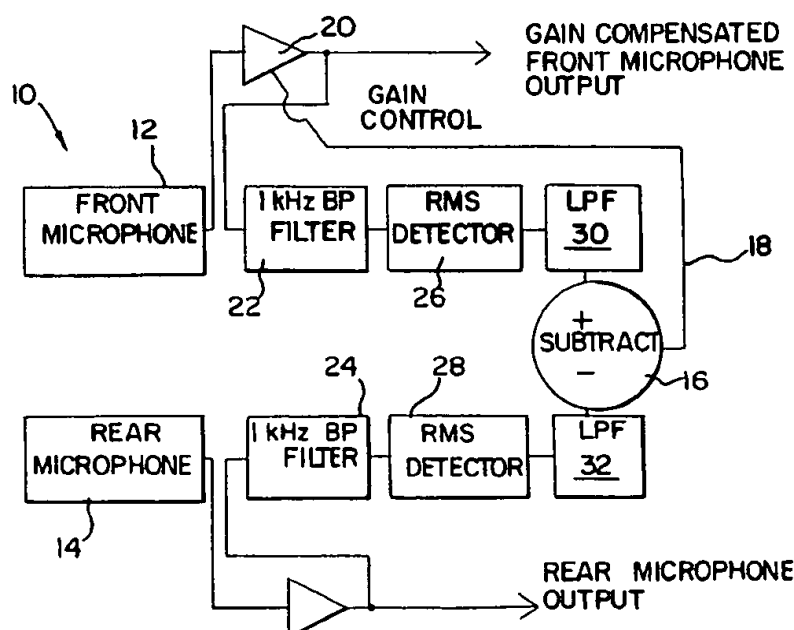 20
GAIN COMPENSATED
FRONT MICROPHONE
OUTPUT
10
GAIN
CONTROL
12
FRONT
MICROPHONE
1 kHz BP
FILTER
22
RMS
DETECTOR
26
LPF
30
18
+
SUBTRACT
−
16
24
28
REAR
MICROPHONE
14
1 kHz BP
FILTER
RMS
DETECTOR
LPF
32
REAR MICROPHONE
OUTPUT